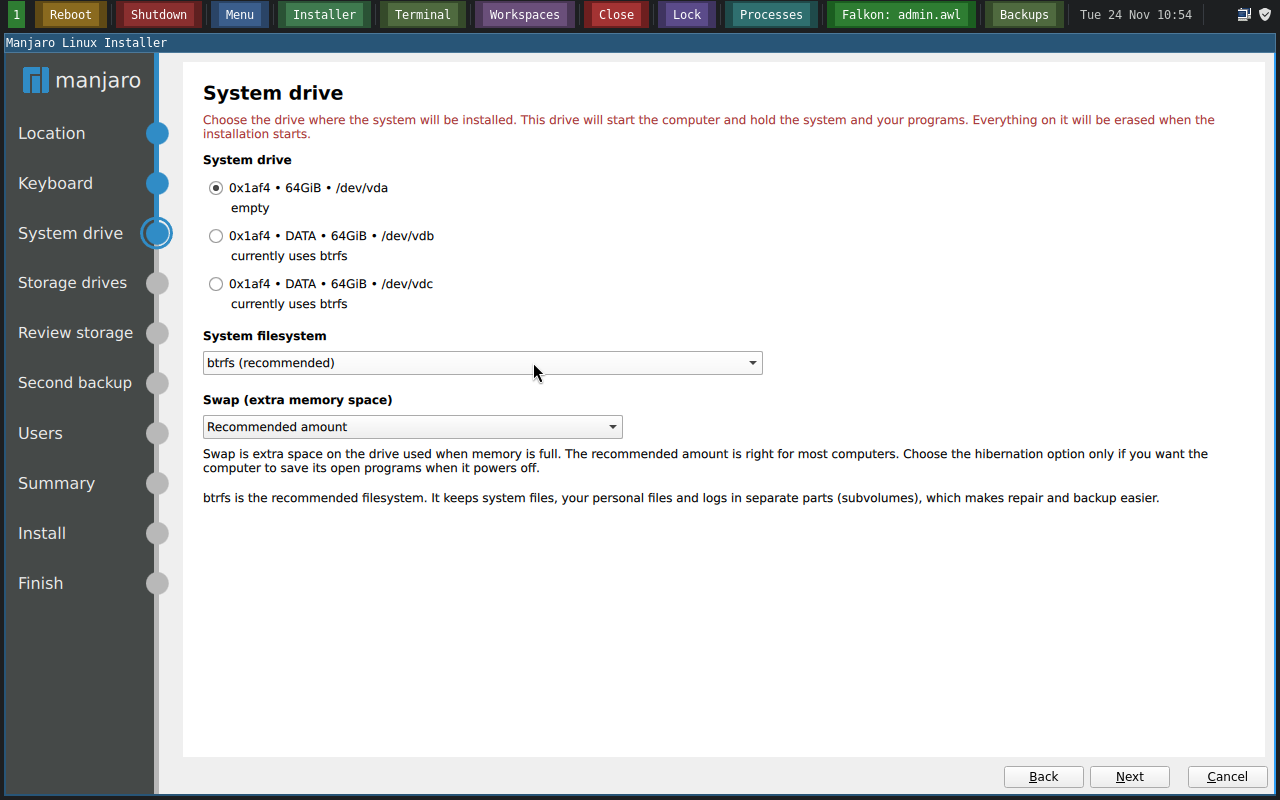 1 Reboot Shutdown Menu Installer Terminal Workspaces Close Lock Processes Falkon: admin.awl Backups Tue 24 Nov 10:54
Manjaro Linux Installer
manjaro
Location
Keyboard
System drive
Storage drives
Review storage
Second backup
Users
Summary
Install
Finish
System drive
Choose the drive where the system will be installed. This drive will start the computer and hold the system and your programs. Everything on it will be erased when the
installation starts.
System drive
0x1af4 • 64GiB • /dev/vda
empty
0x1af4 • DATA • 64GiB • /dev/vdb
currently uses btrfs
0x1af4 • DATA • 64GiB • /dev/vdc
currently uses btrfs
System filesystem
btrfs (recommended)
Swap (extra memory space)
Recommended amount
Swap is extra space on the drive used when memory is full. The recommended amount is right for most computers. Choose the hibernation option only if you want the
computer to save its open programs when it powers off.
btrfs is the recommended filesystem. It keeps system files, your personal files and logs in separate parts (subvolumes), which makes repair and backup easier.
Back Next Cancel